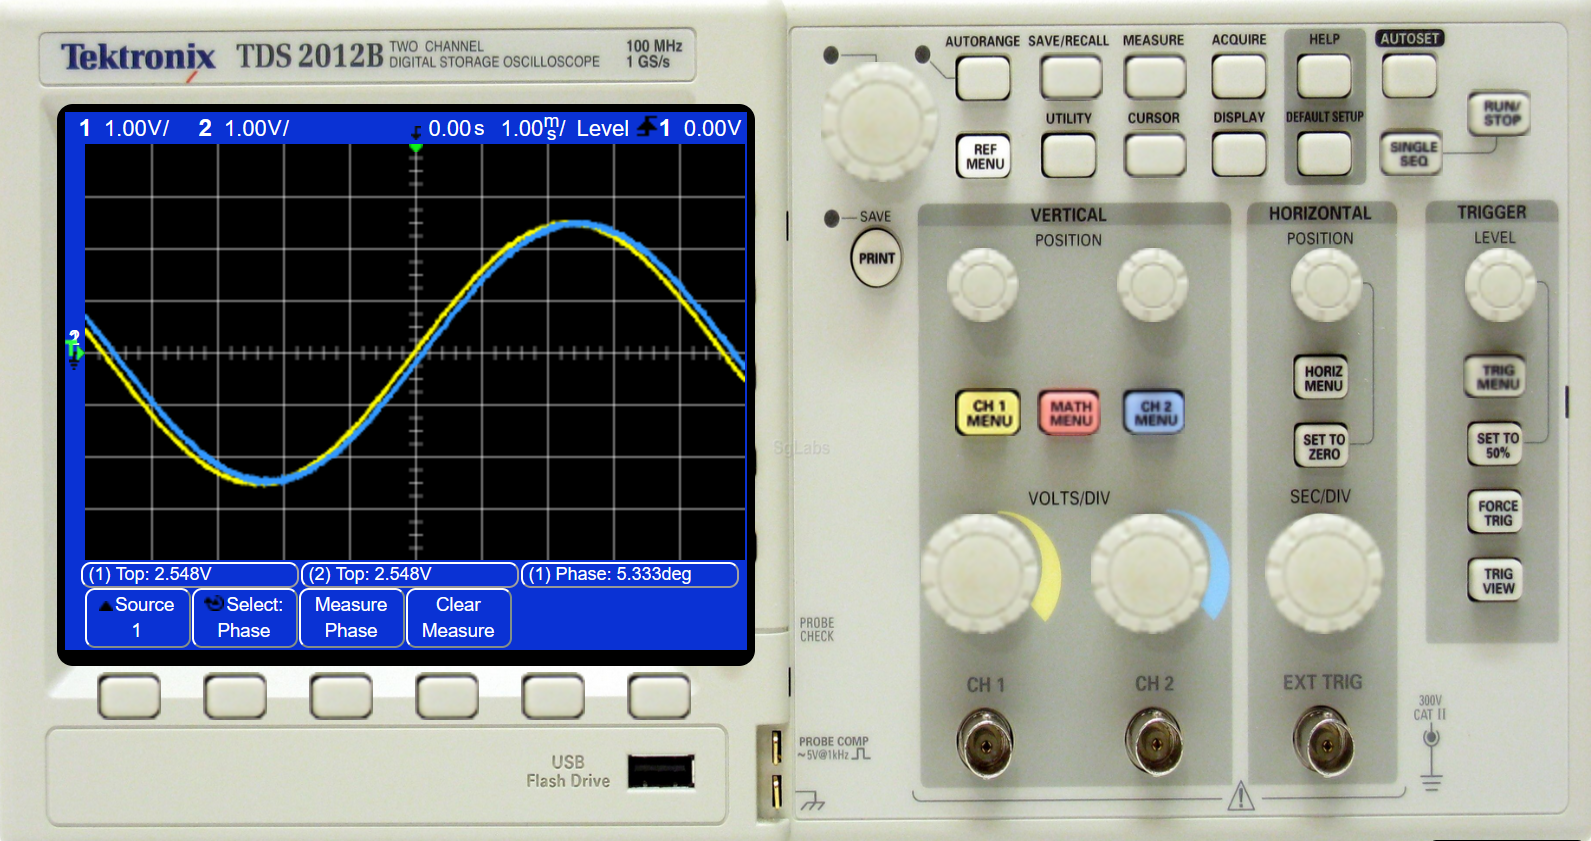 Tektronix TDS 2012B TWO CHANNEL DIGITAL STORAGE OSCILLOSCOPE 100 MHz 1 GS/s
1 1.00V/ 2 1.00V/ 0.00s 1.00ms/ Level 1 0.00V
2
T
(1) Top: 2.548V (2) Top: 2.548V (1) Phase: 5.333deg
Source
1
Select:
Phase
Measure
Phase
Clear
Measure
USB
Flash Drive
AUTORANGE SAVE/RECALL MEASURE ACQUIRE HELP AUTOSET
RUN/
STOP
UTILITY CURSOR DISPLAY DEFAULT SETUP
REF
MENU
SINGLE
SEQ
SAVE
PRINT
VERTICAL
POSITION
HORIZONTAL
POSITION
TRIGGER
LEVEL
CH 1
MENU
MATH
MENU
CH 2
MENU
HORIZ
MENU
TRIG
MENU
SET TO
ZERO
SET TO
50%
SgLabs
VOLTS/DIV
SEC/DIV
FORCE
TRIG
TRIG
VIEW
PROBE
CHECK
CH 1
CH 2
EXT TRIG
300V
CAT II
PROBE COMP
~5V@1kHz